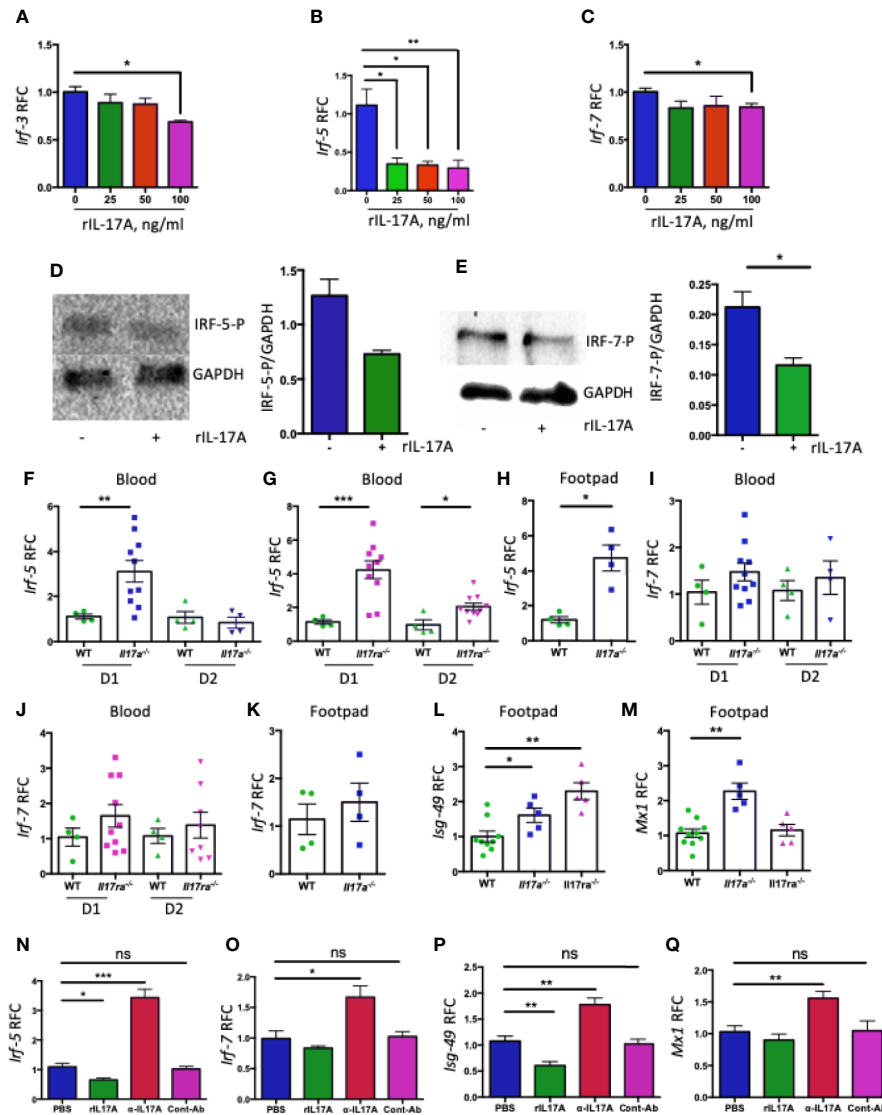 A
B
C
*
**
*
*
*
1.5
1.0
0.5
0.0
Irf-3 RFC
0 25 50 100
rIL-17A, ng/ml
1.5
1.0
0.5
0.0
Irf-5 RFC
0 25 50 100
rIL-17A, ng/ml
1.5
1.0
0.5
0.0
Irf-7 RFC
0 25 50 100
rIL-17A, ng/ml
D
IRF-5-P
GAPDH
- +
rIL-17A
1.5
1.0
0.5
0.0
IRF-5-P/GAPDH
- + rIL-17A
E
IRF-7-P
GAPDH
- +
rIL-17A
*
0.25
0.20
0.15
0.10
0.05
0.00
IRF-7-P/GAPDH
- + rIL-17A
F
Blood
**
6
4
2
0
Irf-5 RFC
WT Il17a-/- WT Il17a-/-
D1 D2
G
Blood
***
*
8
6
4
2
0
Irf-5 RFC
WT Il17ra-/- WT Il17ra-/-
D1 D2
H
Footpad
*
8
6
4
2
0
Irf-5 RFC
WT Il17a-/-
I
Blood
4
3
2
1
0
Irf-7 RFC
WT Il17a-/- WT Il17a-/-
D1 D2
J
Blood
4
3
2
1
0
Irf-7 RFC
WT Il17ra-/- WT Il17ra-/-
D1 D2
K
Footpad
3
2
1
0
Irf-7 RFC
WT Il17a-/-
L
Footpad
**
*
4
3
2
1
0
Isg-49 RFC
WT Il17a-/- Il17ra-/-
M
Footpad
**
4
3
2
1
0
Mx1 RFC
WT Il17a-/- Il17ra-/-
N
ns
***
*
5
4
3
2
1
0
Irf-5 RFC
PBS rIL17A α-IL17A Cont-Ab
O
ns
*
2.0
1.5
1.0
0.5
0.0
Irf-7 RFC
PBS rIL17A α-IL17A Cont-Ab
P
ns
**
**
2.5
2.0
1.5
1.0
0.5
0.0
Isg-49 RFC
PBS rIL17A α-IL17A Cont-Ab
Q
ns
**
2.0
1.5
1.0
0.5
0.0
Mx1 RFC
PBS rIL17A α-IL17A Cont-Ab